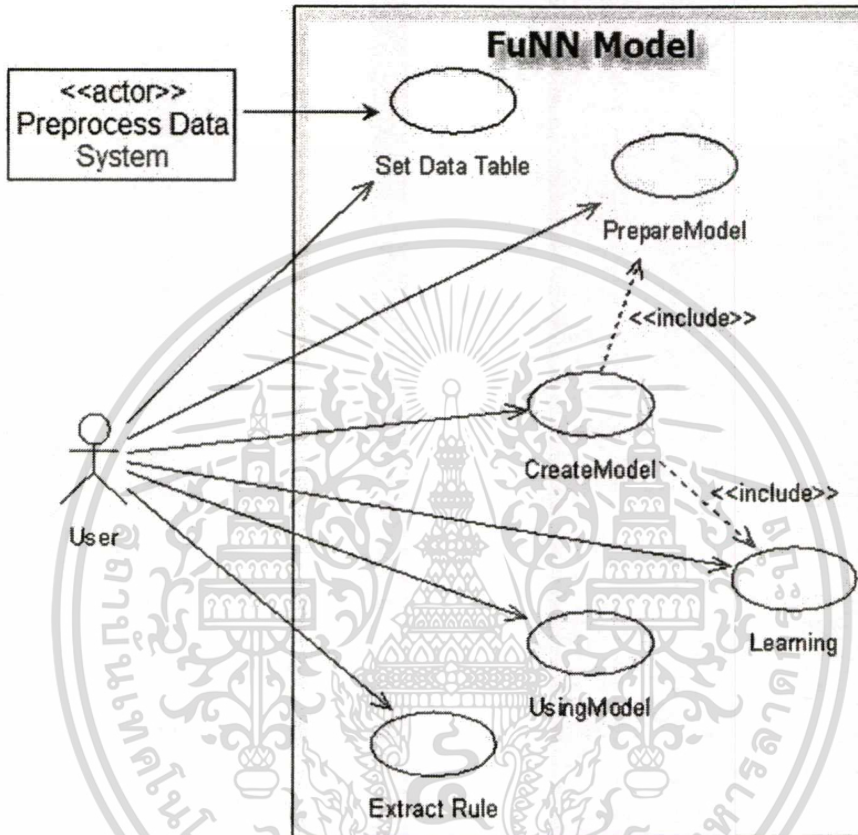 FuNN Model
<<actor>>
Preprocess Data
System
Set Data Table
PrepareModel
<<include>>
CreateModel
<<include>>
User
Learning
UsingModel
Extract Rule